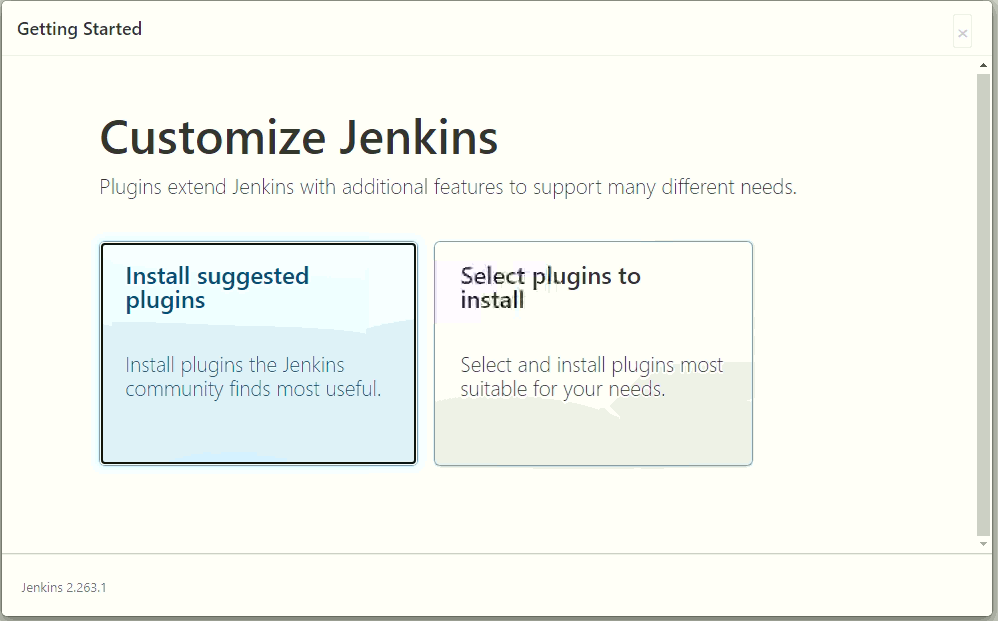 Getting Started
×
Customize Jenkins
Plugins extend Jenkins with additional features to support many different needs.
Install suggested
plugins
Install plugins the Jenkins
community finds most useful.
Select plugins to
install
Select and install plugins most
suitable for your needs.
Jenkins 2.263.1